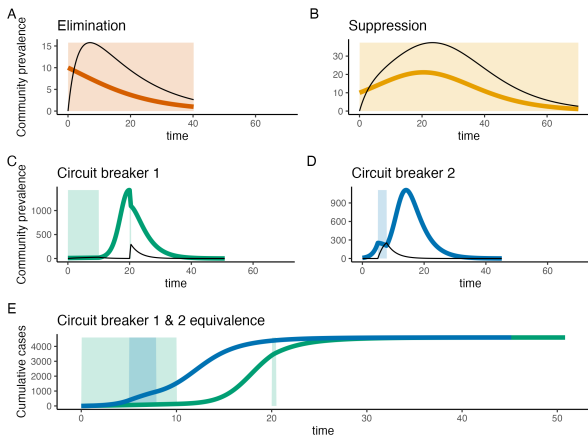 A
Elimination
Community prevalence
15
10
5
0
0 20 40 60
time
B
Suppression
30
20
10
0
0 20 40 60
time
C
Circuit breaker 1
Community prevalence
1000
500
0
0 20 40 60
time
D
Circuit breaker 2
900
600
300
0
0 20 40 60
time
E
Circuit breaker 1 & 2 equivalence
Cumulative cases
4000
3000
2000
1000
0
0 10 20 30 40 50
time